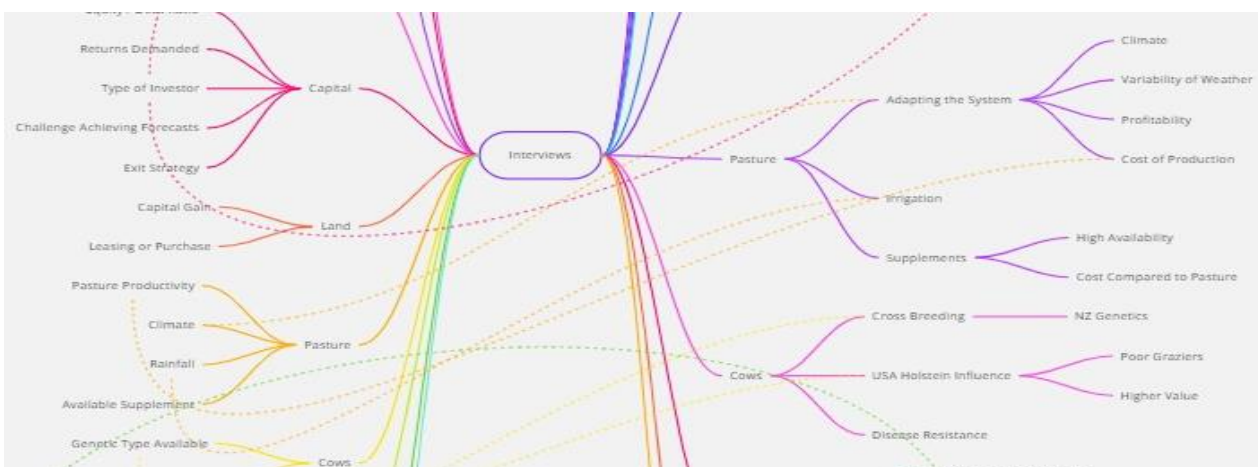 Returns Demanded
Type of Investor
Challenge Achieving Forecasts
Exit Strategy
Capital
Capital Gain
Leasing or Purchase
Land
Pasture Productivity
Climate
Rainfall
Available Supplement
Pasture
Genetic Type Available
Cows
Interviews
Pasture
Adapting the System
Climate
Variability of Weather
Profitability
Cost of Production
Irrigation
Supplements
High Availability
Cost Compared to Pasture
Cows
Cross Breeding
NZ Genetics
USA Holstein Influence
Poor Graziers
Higher Value
Disease Resistance